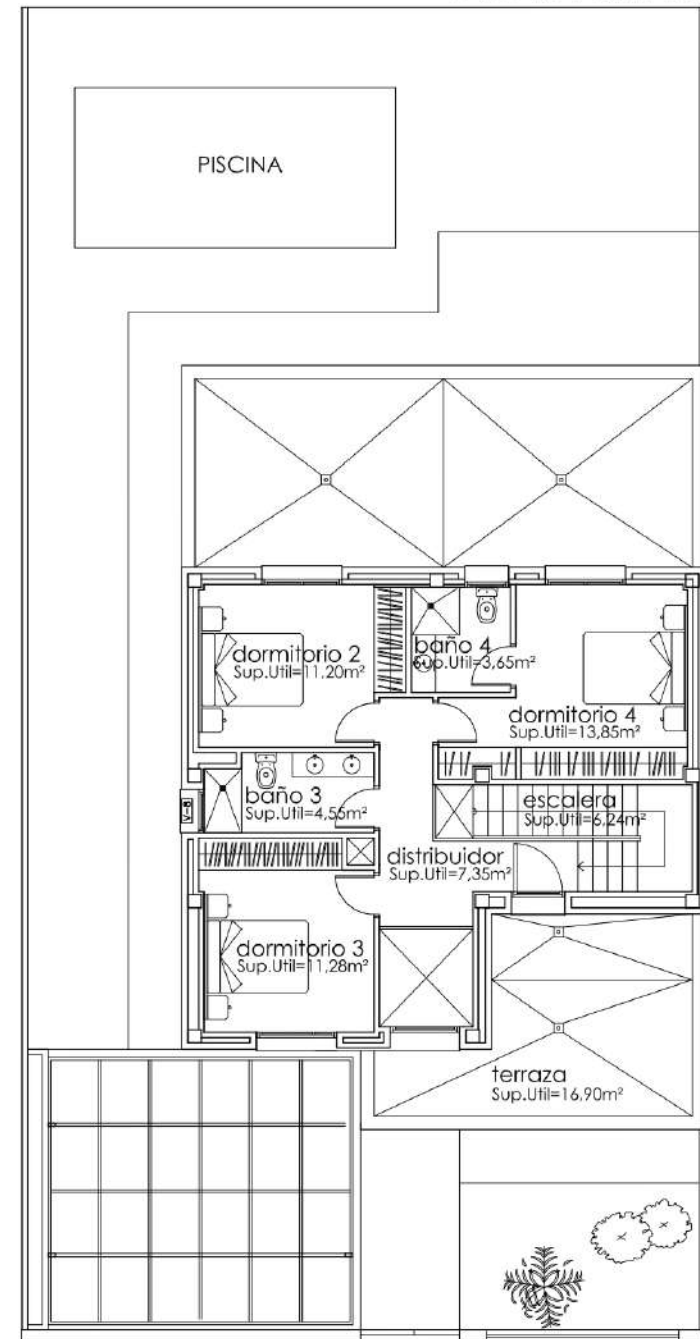 PISCINA
dormitorio 2
Sup.Util=11,20m²
baño 4
Sup.Util=3,65m²
dormitorio 4
Sup.Util=13,85m²
baño 3
Sup.Util=4,55m²
V-8
escalera
Sup.Util=6,24m²
distribuidor
Sup.Util=7,35m²
dormitorio 3
Sup.Util=11,28m²
terraza
Sup.Util=16,90m²